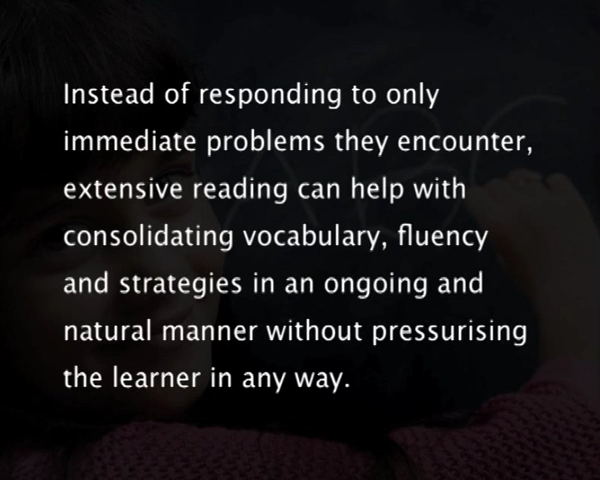 Instead of responding to only
immediate problems they encounter,
extensive reading can help with
consolidating vocabulary, fluency
and strategies in an ongoing and
natural manner without pressurising
the learner in any way.
ABC